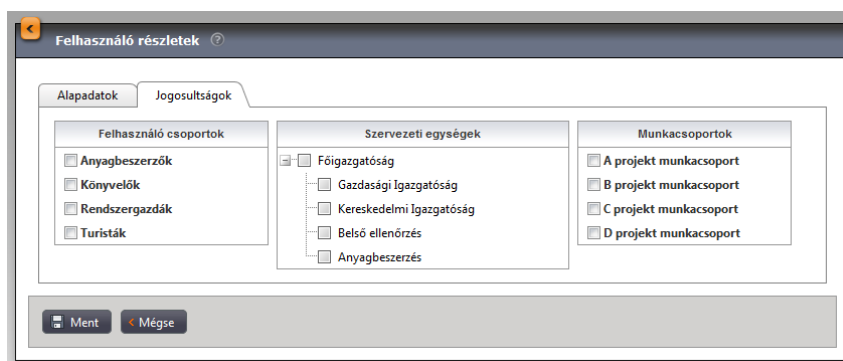 Felhasználó részletek ?
Alapadatok
Jogosultságok
Felhasználó csoportok
Anyagbeszerzők
Könyvelők
Rendszergazdák
Turisták
Szervezeti egységek
Főigazgatóság
Gazdasági Igazgatóság
Kereskedelmi Igazgatóság
Belső ellenőrzés
Anyagbeszerzés
Munkacsoportok
A projekt munkacsoport
B projekt munkacsoport
C projekt munkacsoport
D projekt munkacsoport
Ment
Mégse